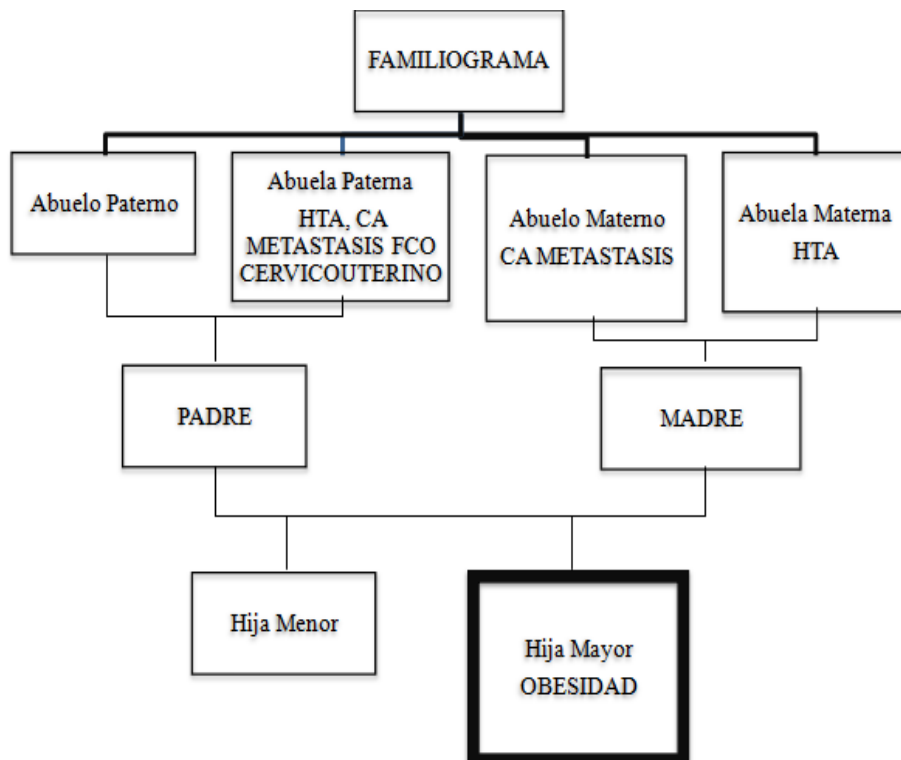 FAMILIOGRAMA
Abuelo Paterno
Abuela Paterna
HTA, CA
METASTASIS FCO
CERVICOUTERINO
Abuelo Materno
CA METASTASIS
Abuela Materna
HTA
PADRE
MADRE
Hija Menor
Hija Mayor
OBESIDAD